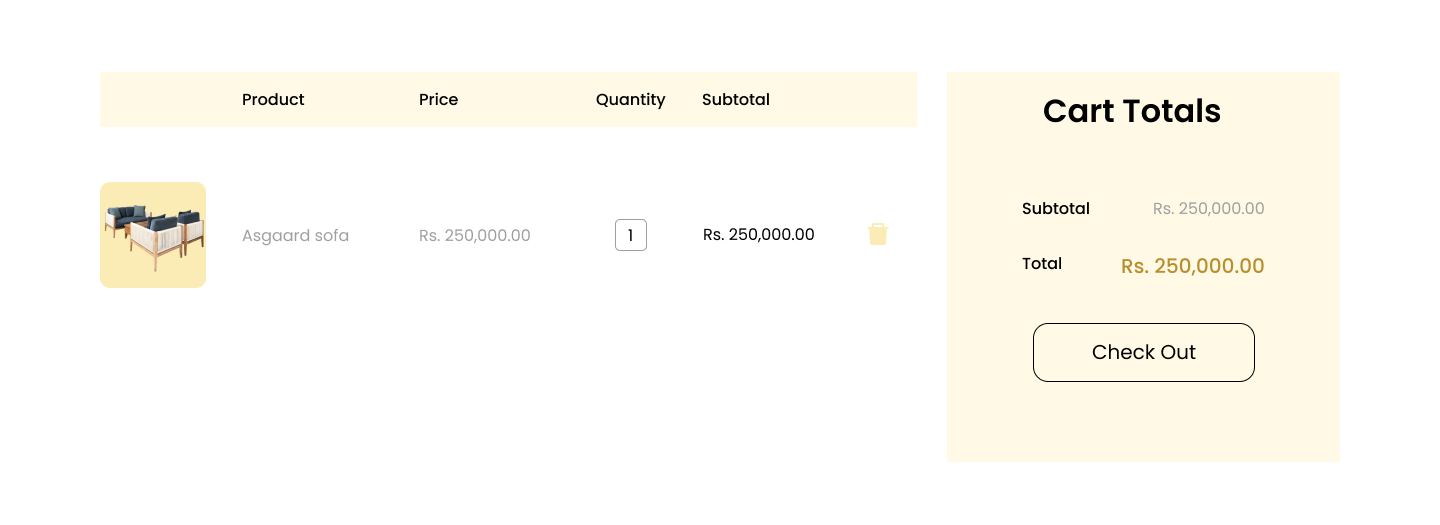 Product Price Quantity Subtotal
Asgaard sofa Rs. 250,000.00 1 Rs. 250,000.00
Cart Totals
Subtotal Rs. 250,000.00
Total Rs. 250,000.00
Check Out